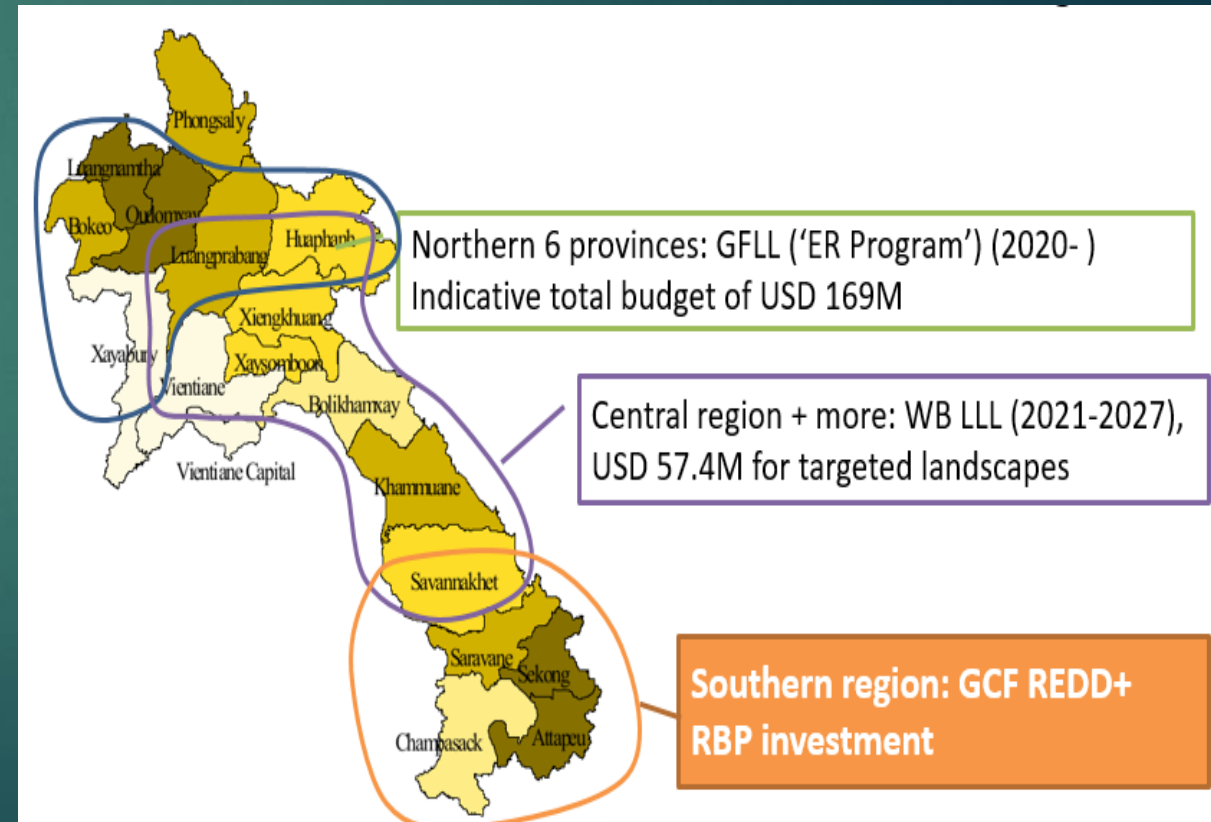 Phongsaly
Luangnamtha
Bokeo
Oudomxay
Luangprabang
Huaphanh
Northern 6 provinces: GFLL (‘ER Program’) (2020- )
Indicative total budget of USD 169M
Xiengkhuang
Xayabury
Xaysomboon
Vientiane
Bolikhamxay
Central region + more: WB LLL (2021-2027),
USD 57.4M for targeted landscapes
Vientiane Capital
Khammuane
Savannakhet
Saravane
Sekong
Southern region: GCF REDD+
RBP investment
Champasack
Attapeu